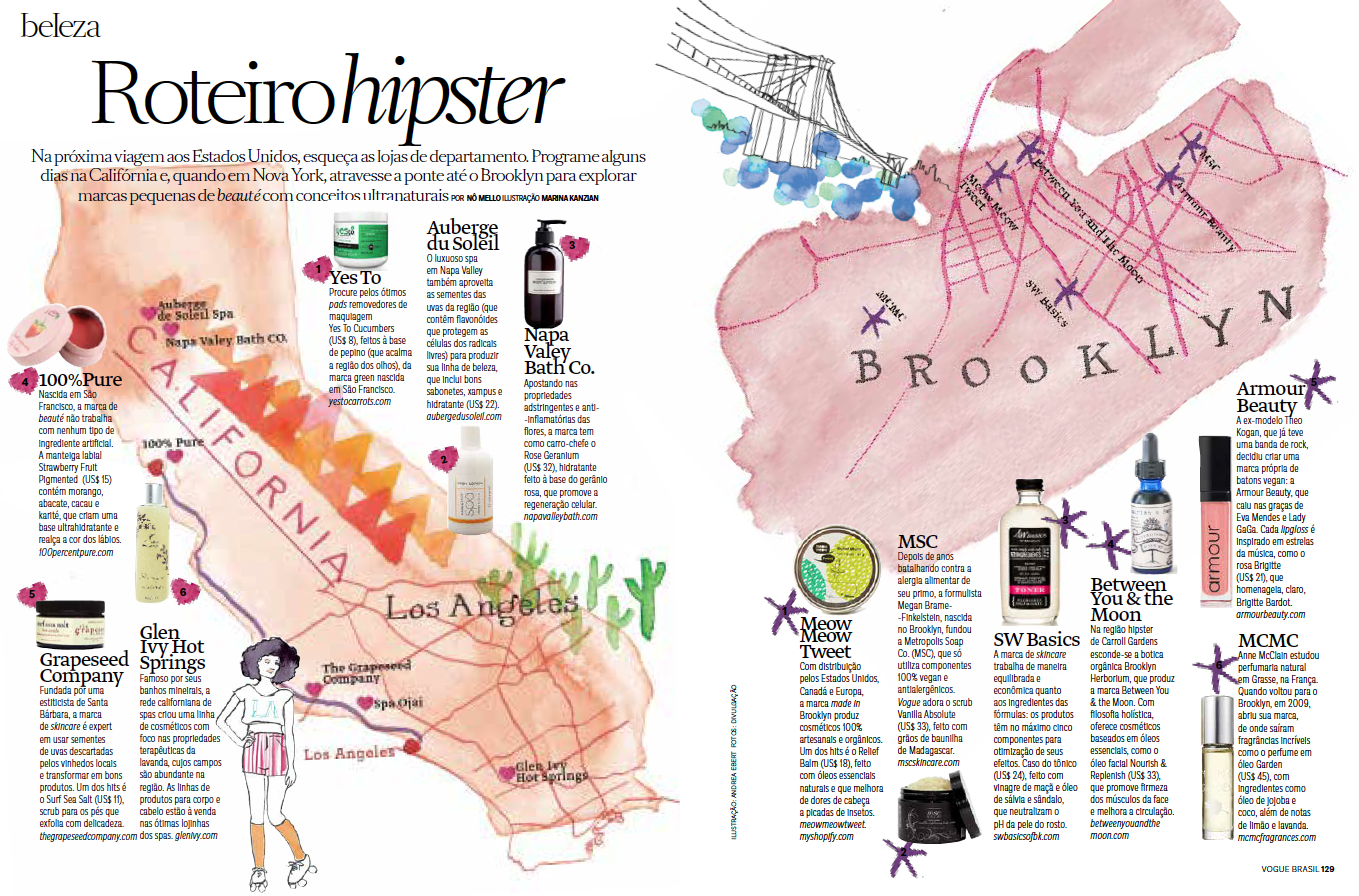 beleza
Roteiro hipster
Na próxima viagem aos Estados Unidos, esqueça as lojas de departamento. Programe alguns
dias na Califórnia e, quando em Nova York, atravesse a ponte até o Brooklyn para explorar
marcas pequenas de beauté com conceitos ultranaturais POR NÔ MELLO ILUSTRAÇÃO MARINA KANZIAN
1
Yes To
Procure pelos ótimos
pads removedores de
maquiagem
Yes To Cucumbers
(US$ 8), feitos à base
de pepino (que acalma
a região dos olhos), da
marca green nascida
em São Francisco.
yestocarrots.com
Auberge
du Soleil
O luxuoso spa
em Napa Valley
também aproveita
as sementes das
uvas da região (que
contêm flavonóides
que protegem as
células dos radicais
livres) para produzir
sua linha de beleza,
que inclui bons
sabonetes, xampus e
hidratante (US$ 22).
aubergedusoleil.com
2
3
Napa
Valey
Bath Co.
Apostando nas
propriedades
adstringentes e anti-
-inflamatórias das
flores, a marca tem
como carro-chefe o
Rose Geranium
(US$ 32), hidratante
feito à base do gerânio
rosa, que promove a
regeneração celular.
napavalleybath.com
4
100%Pure
Nascida em São
Francisco, a marca de
beauté não trabalha
com nenhum tipo de
ingrediente artificial.
A manteiga labial
Strawberry Fruit
Pigmented (US$ 15)
contém morango,
abacate, cacau e
karité, que criam uma
base ultrahidratante e
realça a cor dos lábios.
100percentpure.com
5
Grapeseed
Company
Fundada por uma
estiticista de Santa
Bárbara, a marca
de skincare é expert
em usar sementes
de uvas descartadas
pelos vinhedos locais
e transformar em bons
produtos. Um dos hits é
o Surf Sea Salt (US$ 11),
scrub para os pés que
exfolia com delicadeza.
thegrapeseedcompany.com
6
Glen
Ivy Hot
Springs
Famoso por seus
banhos minelrais, a
rede californiana de
spas criou uma linha
de cosméticos com
foco nas propriedades
terapêuticas da
lavanda, cujos campos
são abundante na
região. As linhas de
produtos para corpo e
cabelo estão à venda
nas ótimas lojinhas
dos spas. glenivy.com
Auberge
de Soleil Spa
Napa Valey Bath CO.
CALIFORNIA
100% Pure
Los Angeles
The Grapeseed
Company
Spa Ojai
Los Angeles
Glen Ivy
Hot Springs
LA
Meow Meow
Tweet
Between You and The Moon
MSC
Armour Beauty
SW Basics
MCMC
BROOKLYN
1
Meow
Meow
Tweet
Com distribuição
pelos Estados Unidos,
Canadá e Europa,
a marca made in
Brooklyn produz
cosméticos 100%
artesanais e orgânicos.
Um dos hits é o Relief
Balm (US$ 18), feito
com óleos essenciais
naturais e que melhora
de dores de cabeça
a picadas de insetos.
meowmeowtweet.
myshopify.com
MSC
Depois de anos
batalhando contra a
alergia alimentar de
seu primo, a formulista
Megan Brame-
-Finkelstein, nascida
no Brooklyn, fundou
a Metropolis Soap
Co. (MSC), que só
utiliza componentes
100% vegan e
antialergênicos.
Vogue adora o scrub
Vanilla Absolute
(US$ 33), feito com
grãos de baunilha
de Madagascar.
mscskincare.com
2
3
TONER
SW Basics
A marca de skincare
trabalha de maneira
equilibrada e
econômica quanto
aos ingredientes das
fórmulas: os produtos
têm no máximo cinco
componentes para
otimização de seus
efeitos. Caso do tônico
(US$ 24), feito com
vinagre de maçã e óleo
de sálvia e sândalo,
que neutralizam o
pH da pele do rosto.
swbasicsofbk.com
4
Between
You & the
Moon
Na região hipster
de Carroll Gardens
esconde-se a botica
orgânica Brooklyn
Herborium, que produz
a marca Between You
& the Moon. Com
filosofia holística,
oferece cosméticos
baseados em óleos
essenciais, como o
óleo facial Nourish &
Replenish (US$ 33),
que promove firmeza
dos músculos da face
e melhora a circulação.
betweenyouandthe
moon.com
armour
5
Armour
Beauty
A ex-modelo Theo
Kogan, que já teve
uma banda de rock,
decidiu criar uma
marca própria de
batons vegan: a
Armour Beauty, que
caiu nas graças de
Eva Mendes e Lady
GaGa. Cada lipgloss é
inspirado em estrelas
da música, como o
rosa Brigitte
(US$ 21), que
homenageia, claro,
Brigitte Bardot.
armourbeauty.com
6
MCMC
Anne McClain estudou
perfumaria natural
em Grasse, na França.
Quando voltou para o
Brooklyn, em 2009,
abriu sua marca,
de onde saíram
fragrâncias incríveis
como o perfume em
óleo Garden
(US$ 45), com
ingredientes como
óleo de jojoba e
coco, além de notas
de limão e lavanda.
mcmcfragrances.com
ILUSTRAÇÃO: ANDREA EBERT FOTOS: DIVULGAÇÃO
VOGUE BRASIL 129